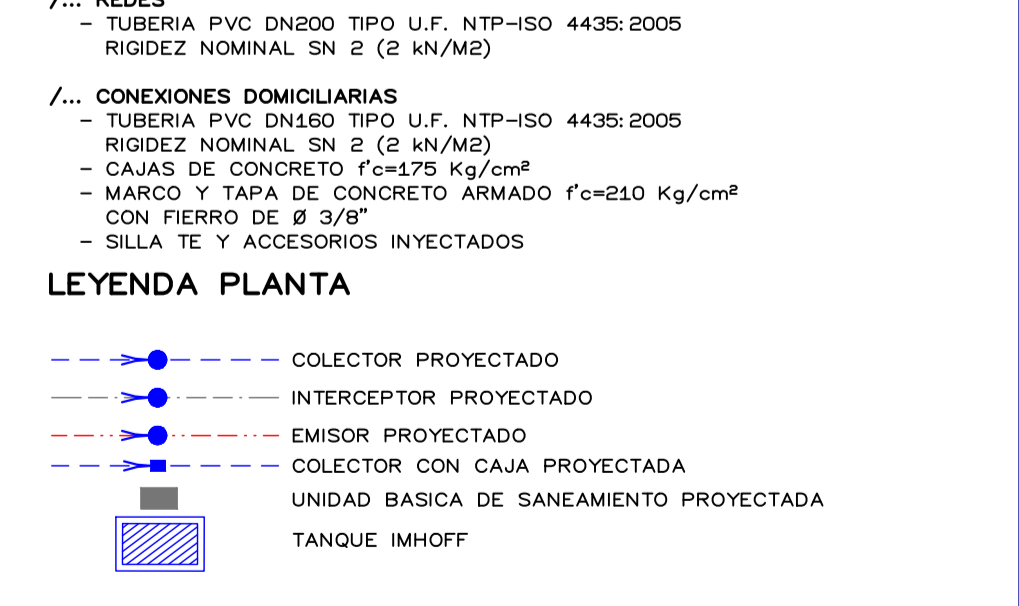 /... REDES
– TUBERIA PVC DN200 TIPO U.F. NTP–ISO 4435:2005
RIGIDEZ NOMINAL SN 2 (2 kN/M2)
/... CONEXIONES DOMICILIARIAS
– TUBERIA PVC DN160 TIPO U.F. NTP–ISO 4435:2005
RIGIDEZ NOMINAL SN 2 (2 kN/M2)
– CAJAS DE CONCRETO f'c=175 Kg/cm²
– MARCO Y TAPA DE CONCRETO ARMADO f'c=210 Kg/cm²
CON FIERRO DE Ø 3/8"
– SILLA TE Y ACCESORIOS INYECTADOS
LEYENDA PLANTA
COLECTOR PROYECTADO
INTERCEPTOR PROYECTADO
EMISOR PROYECTADO
COLECTOR CON CAJA PROYECTADA
UNIDAD BASICA DE SANEAMIENTO PROYECTADA
TANQUE IMHOFF